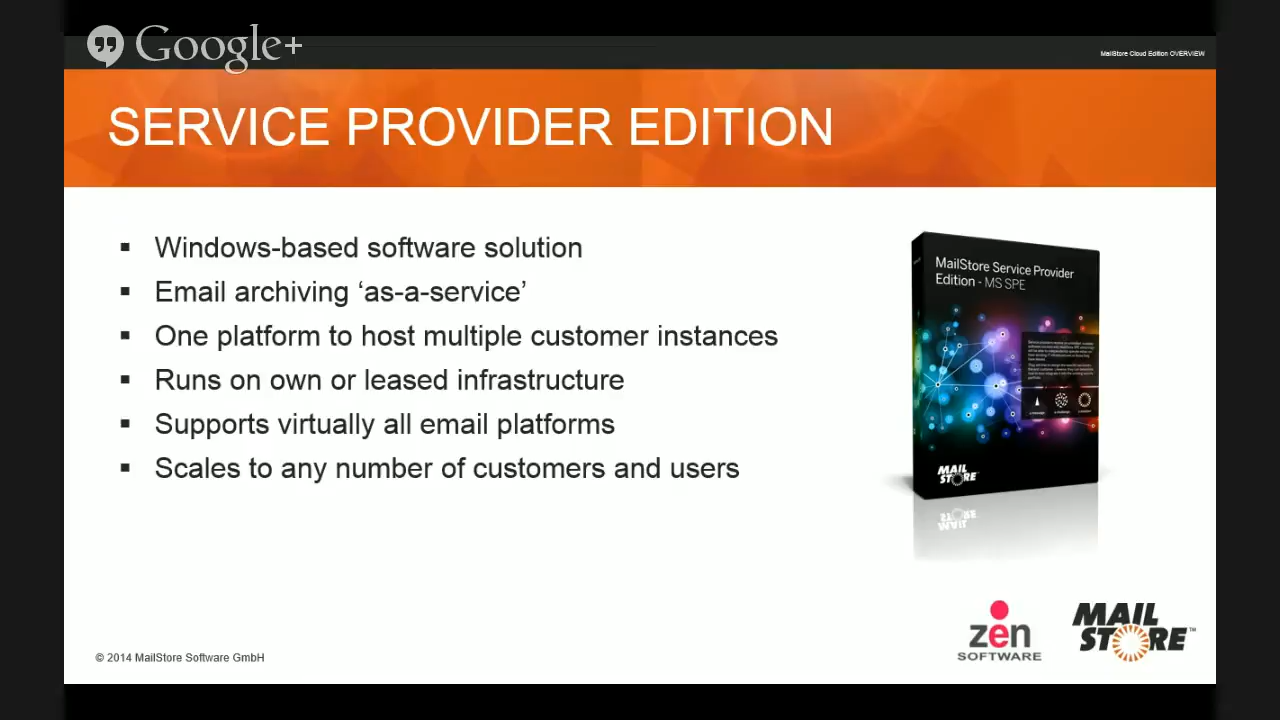 Google+
MailStore Cloud Edition OVERVIEW
SERVICE PROVIDER EDITION
▪ Windows-based software solution
▪ Email archiving ‘as-a-service’
▪ One platform to host multiple customer instances
▪ Runs on own or leased infrastructure
▪ Supports virtually all email platforms
▪ Scales to any number of customers and users
MailStore Service Provider
Edition - MS SPE
MAIL
STORE
zen
SOFTWARE
MAIL
STORE™
© 2014 MailStore Software GmbH